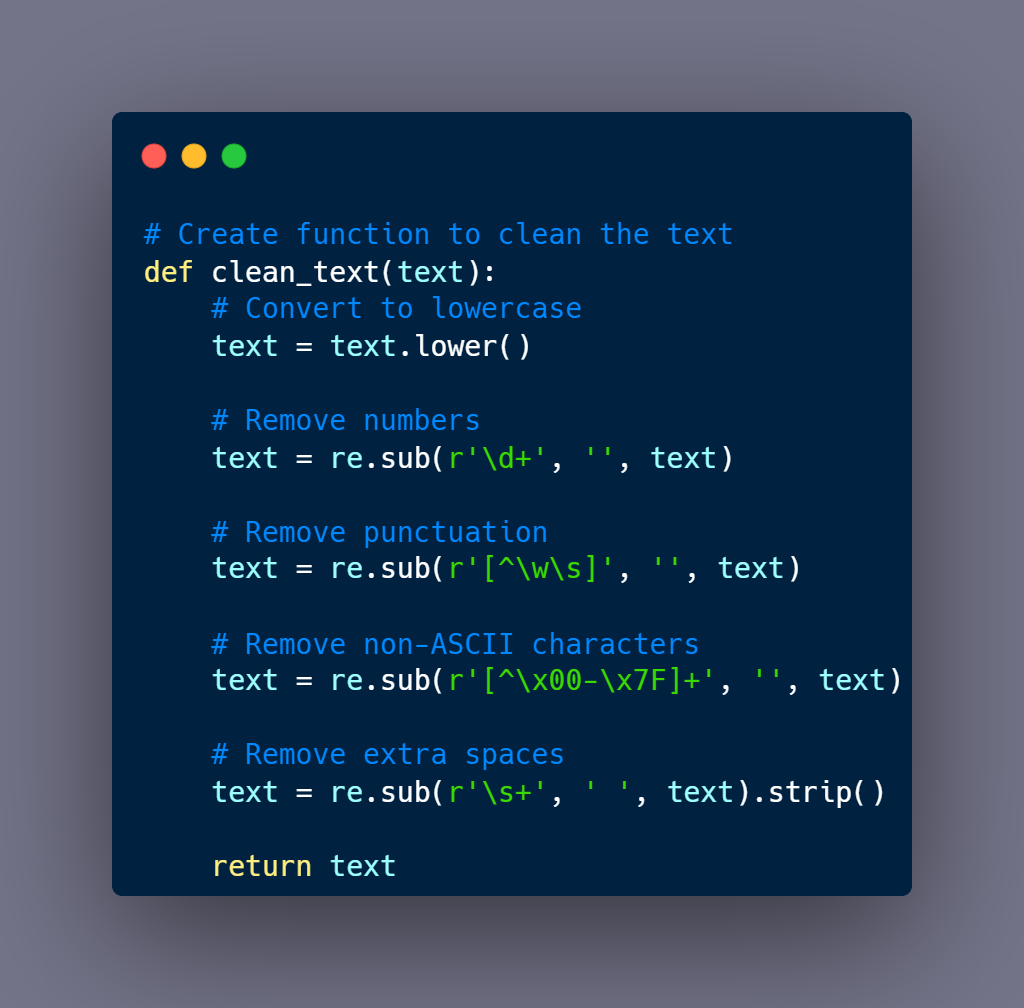 # Create function to clean the text
def clean_text(text):
    # Convert to lowercase
    text = text.lower()

    # Remove numbers
    text = re.sub(r'\d+', '', text)

    # Remove punctuation
    text = re.sub(r'[^\w\s]', '', text)

    # Remove non-ASCII characters
    text = re.sub(r'[^\x00-\x7F]+', '', text)

    # Remove extra spaces
    text = re.sub(r'\s+', ' ', text).strip()

    return text